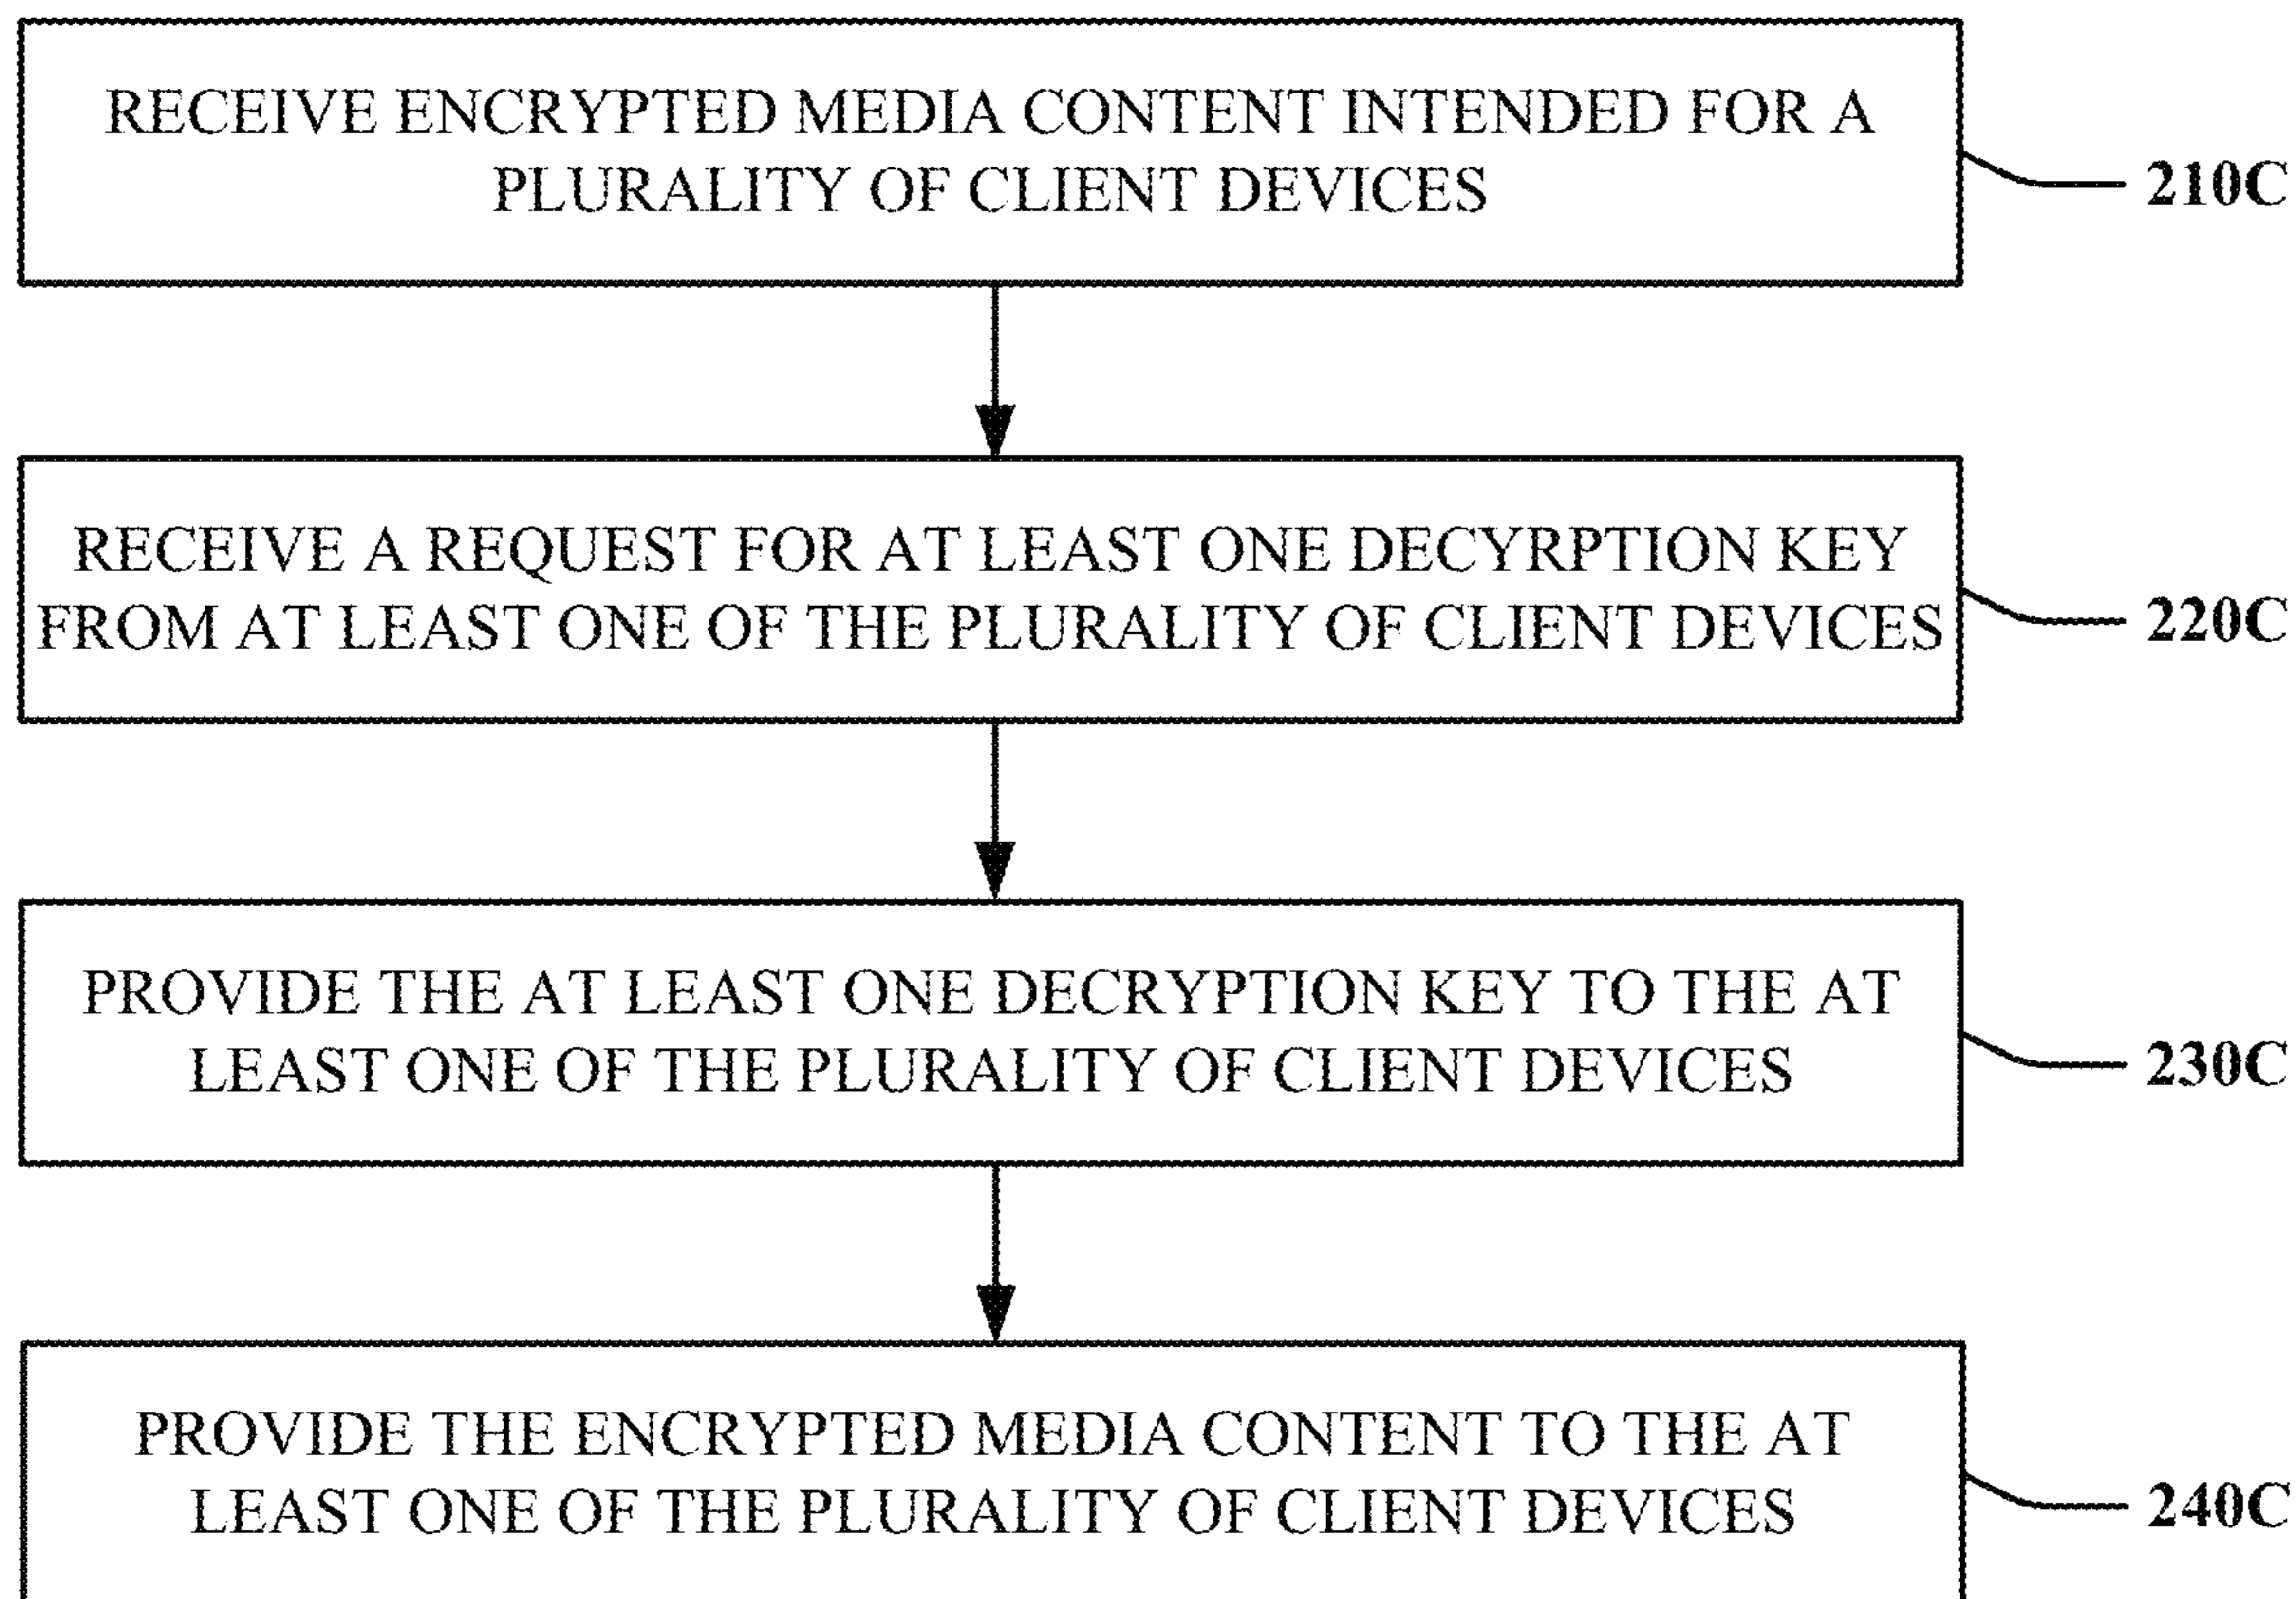 RECEIVE ENCRYPTED MEDIA CONTENT INTENDED FOR A
PLURALITY OF CLIENT DEVICES
210C
RECEIVE A REQUEST FOR AT LEAST ONE DECYRPTION KEY
FROM AT LEAST ONE OF THE PLURALITY OF CLIENT DEVICES
220C
PROVIDE THE AT LEAST ONE DECRYPTION KEY TO THE AT
LEAST ONE OF THE PLURALITY OF CLIENT DEVICES
230C
PROVIDE THE ENCRYPTED MEDIA CONTENT TO THE AT
LEAST ONE OF THE PLURALITY OF CLIENT DEVICES
240C